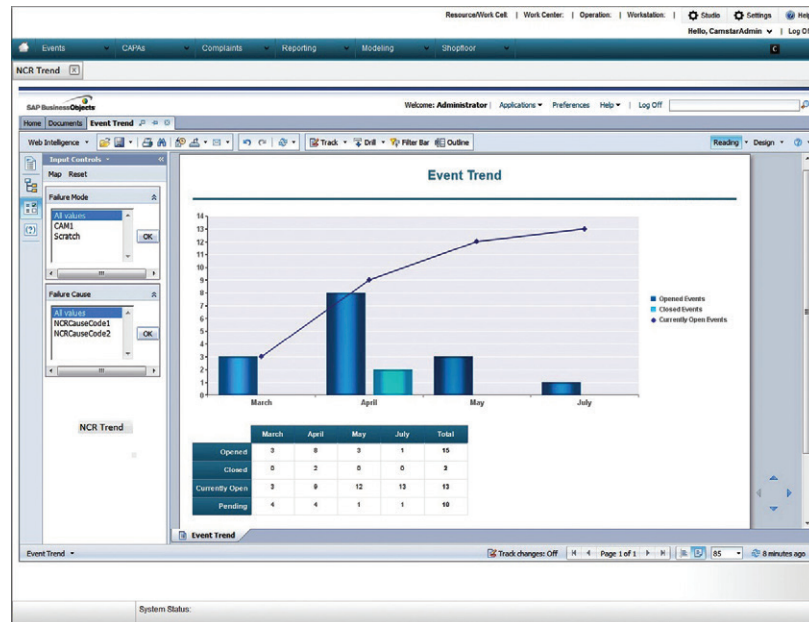 Resource/Work Cell: | Work Center: | Operation: | Workstation: | Studio Settings Help
Hello, CamstarAdmin | Log Of
Events CAPAs Complaints Reporting Modeling Shopfloor
NCR Trend
SAP BusinessObjects Welcome: Administrator | Applications Preferences Help | Log Off
Home Documents Event Trend
Web Intelligence Track Drill Filter Bar Outline Reading Design
Input Controls
Map Reset
Failure Mode
All values
CAM1
Scratch
OK
Failure Cause
All values
NCRCauseCode1
NCRCauseCode2
OK
NCR Trend
Event Trend
14
13
12
11
10
9
8
7
6
5
4
3
2
1
0
March April May July
Opened Events
Closed Events
Currently Open Events
March April May July Total
Opened 3 8 3 1 15
Closed 0 2 0 0 3
Currently Open 3 9 12 13 13
Pending 4 4 1 1 10
Event Trend
Event Trend Track changes: Off Page 1 of 1 85 8 minutes ago
System Status: